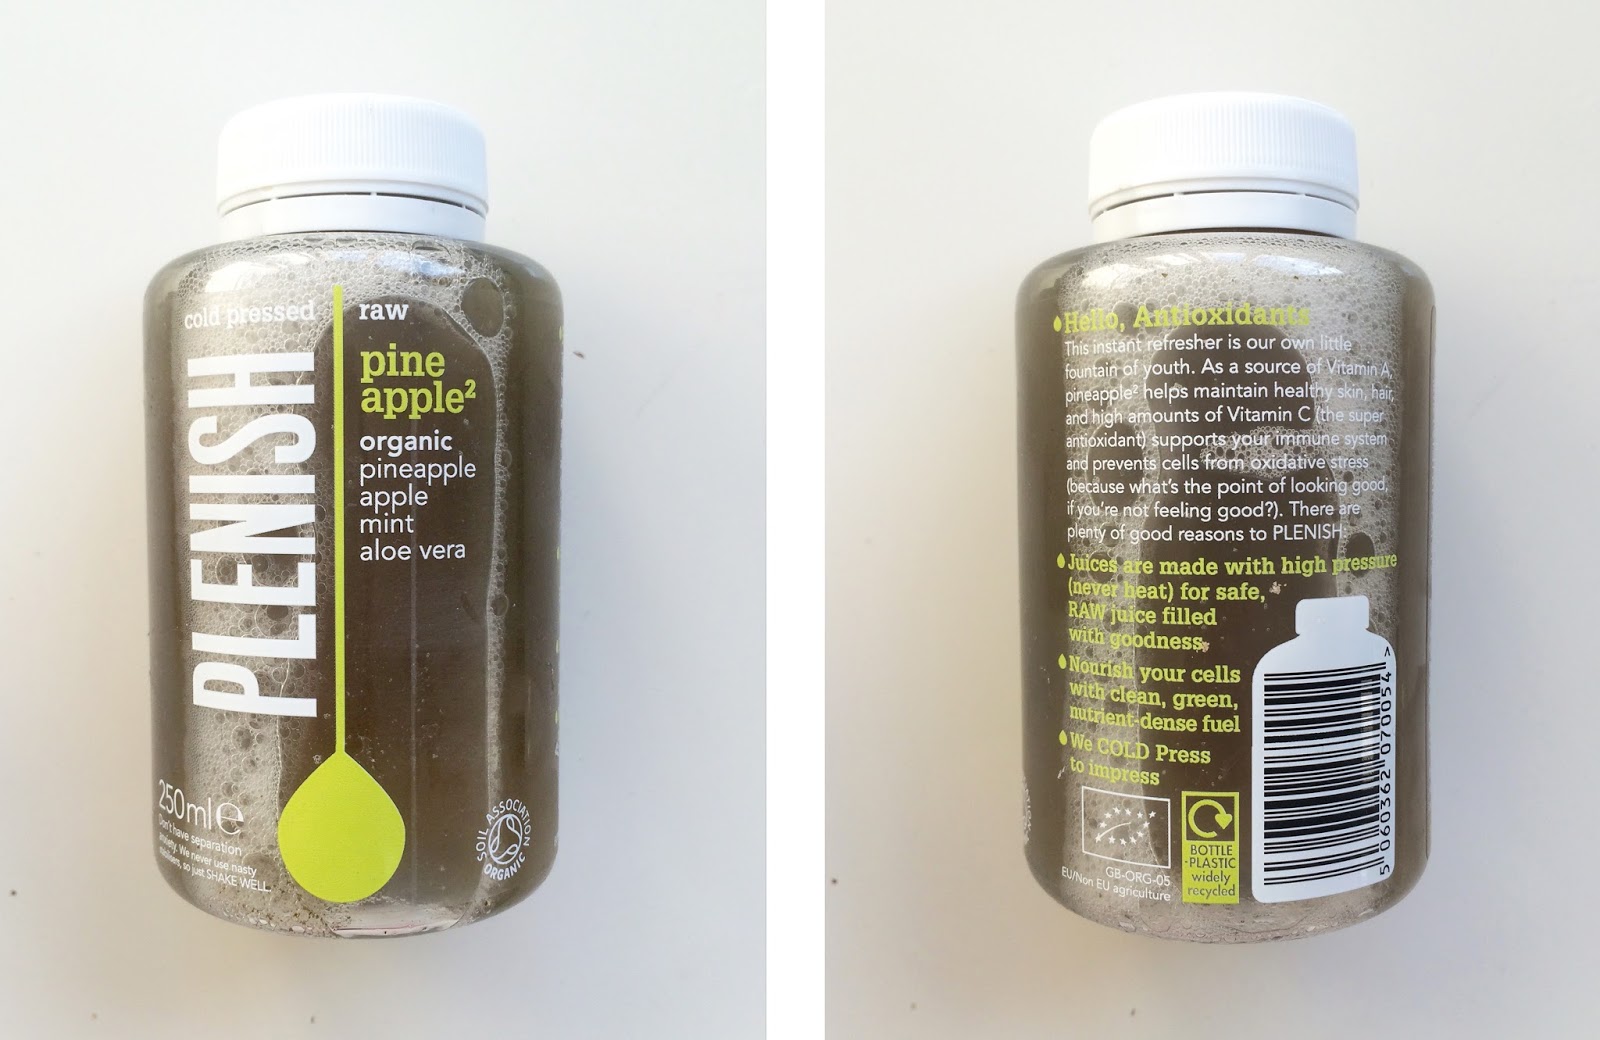 cold pressed
raw
PLENISH
pine
apple²
organic
pineapple
apple
mint
aloe vera
250ml e
Don't have separation
anxiety. We never use nasty
stabilisers, so just SHAKE WELL.
SOIL ASSOCIATION
ORGANIC
Hello, Antioxidants
This instant refresher is our own little
fountain of youth. As a source of Vitamin A,
pineapple² helps maintain healthy skin, hair,
and high amounts of Vitamin C (the super
antioxidant) supports your immune system
and prevents cells from oxidative stress
(because what's the point of looking good,
if you're not feeling good?). There are
plenty of good reasons to PLENISH:
Juices are made with high pressure
(never heat) for safe,
RAW juice filled
with goodness
Nourish your cells
with clean, green,
nutrient-dense fuel
We COLD Press
to impress
GB-ORG-05
EU/Non EU agriculture
BOTTLE
-PLASTIC
widely
recycled
5 060362 070054 >